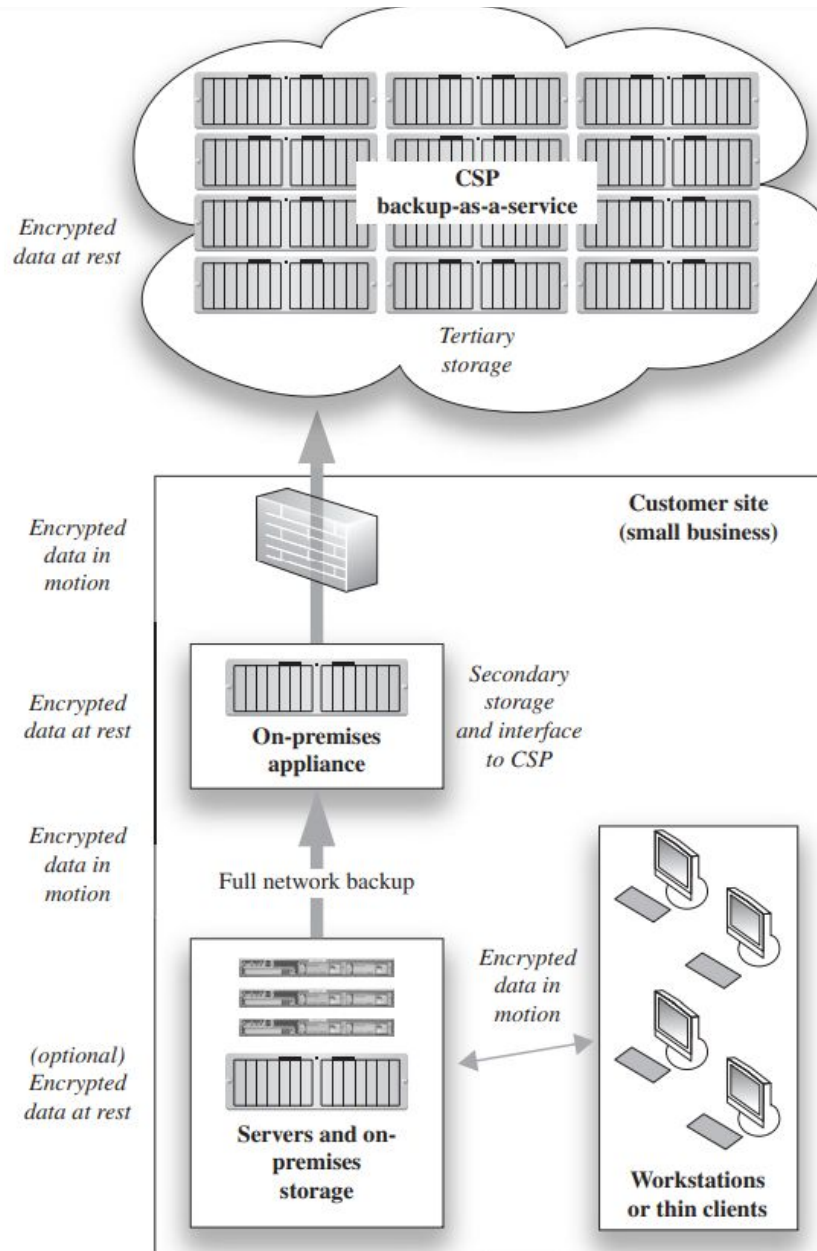 CSP
backup-as-a-service
Encrypted
data at rest
Tertiary
storage
Customer site
(small business)
Encrypted
data in
motion
Encrypted
data at rest
On-premises
appliance
Secondary
storage
and interface
to CSP
Encrypted
data in
motion
Full network backup
Encrypted
data in
motion
(optional)
Encrypted
data at rest
Servers and on-
premises
storage
Workstations
or thin clients